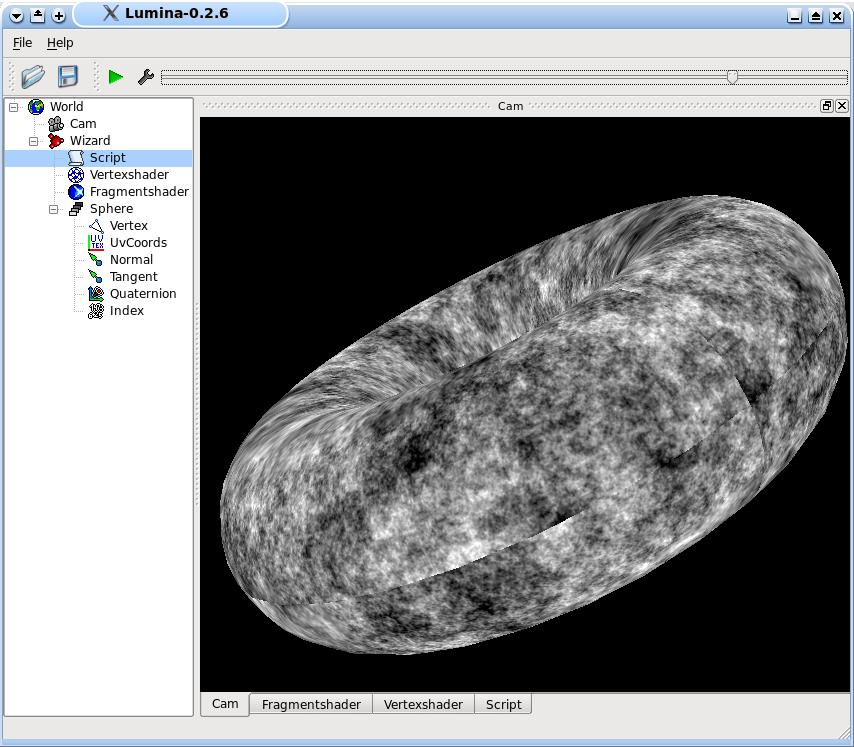 Lumina-0.2.6
File Help
Cam
World
Cam
Wizard
Script
Vertexshader
Fragmentshader
Sphere
Vertex
UvCoords
Normal
Tangent
Quaternion
Index
Cam Fragmentshader Vertexshader Script